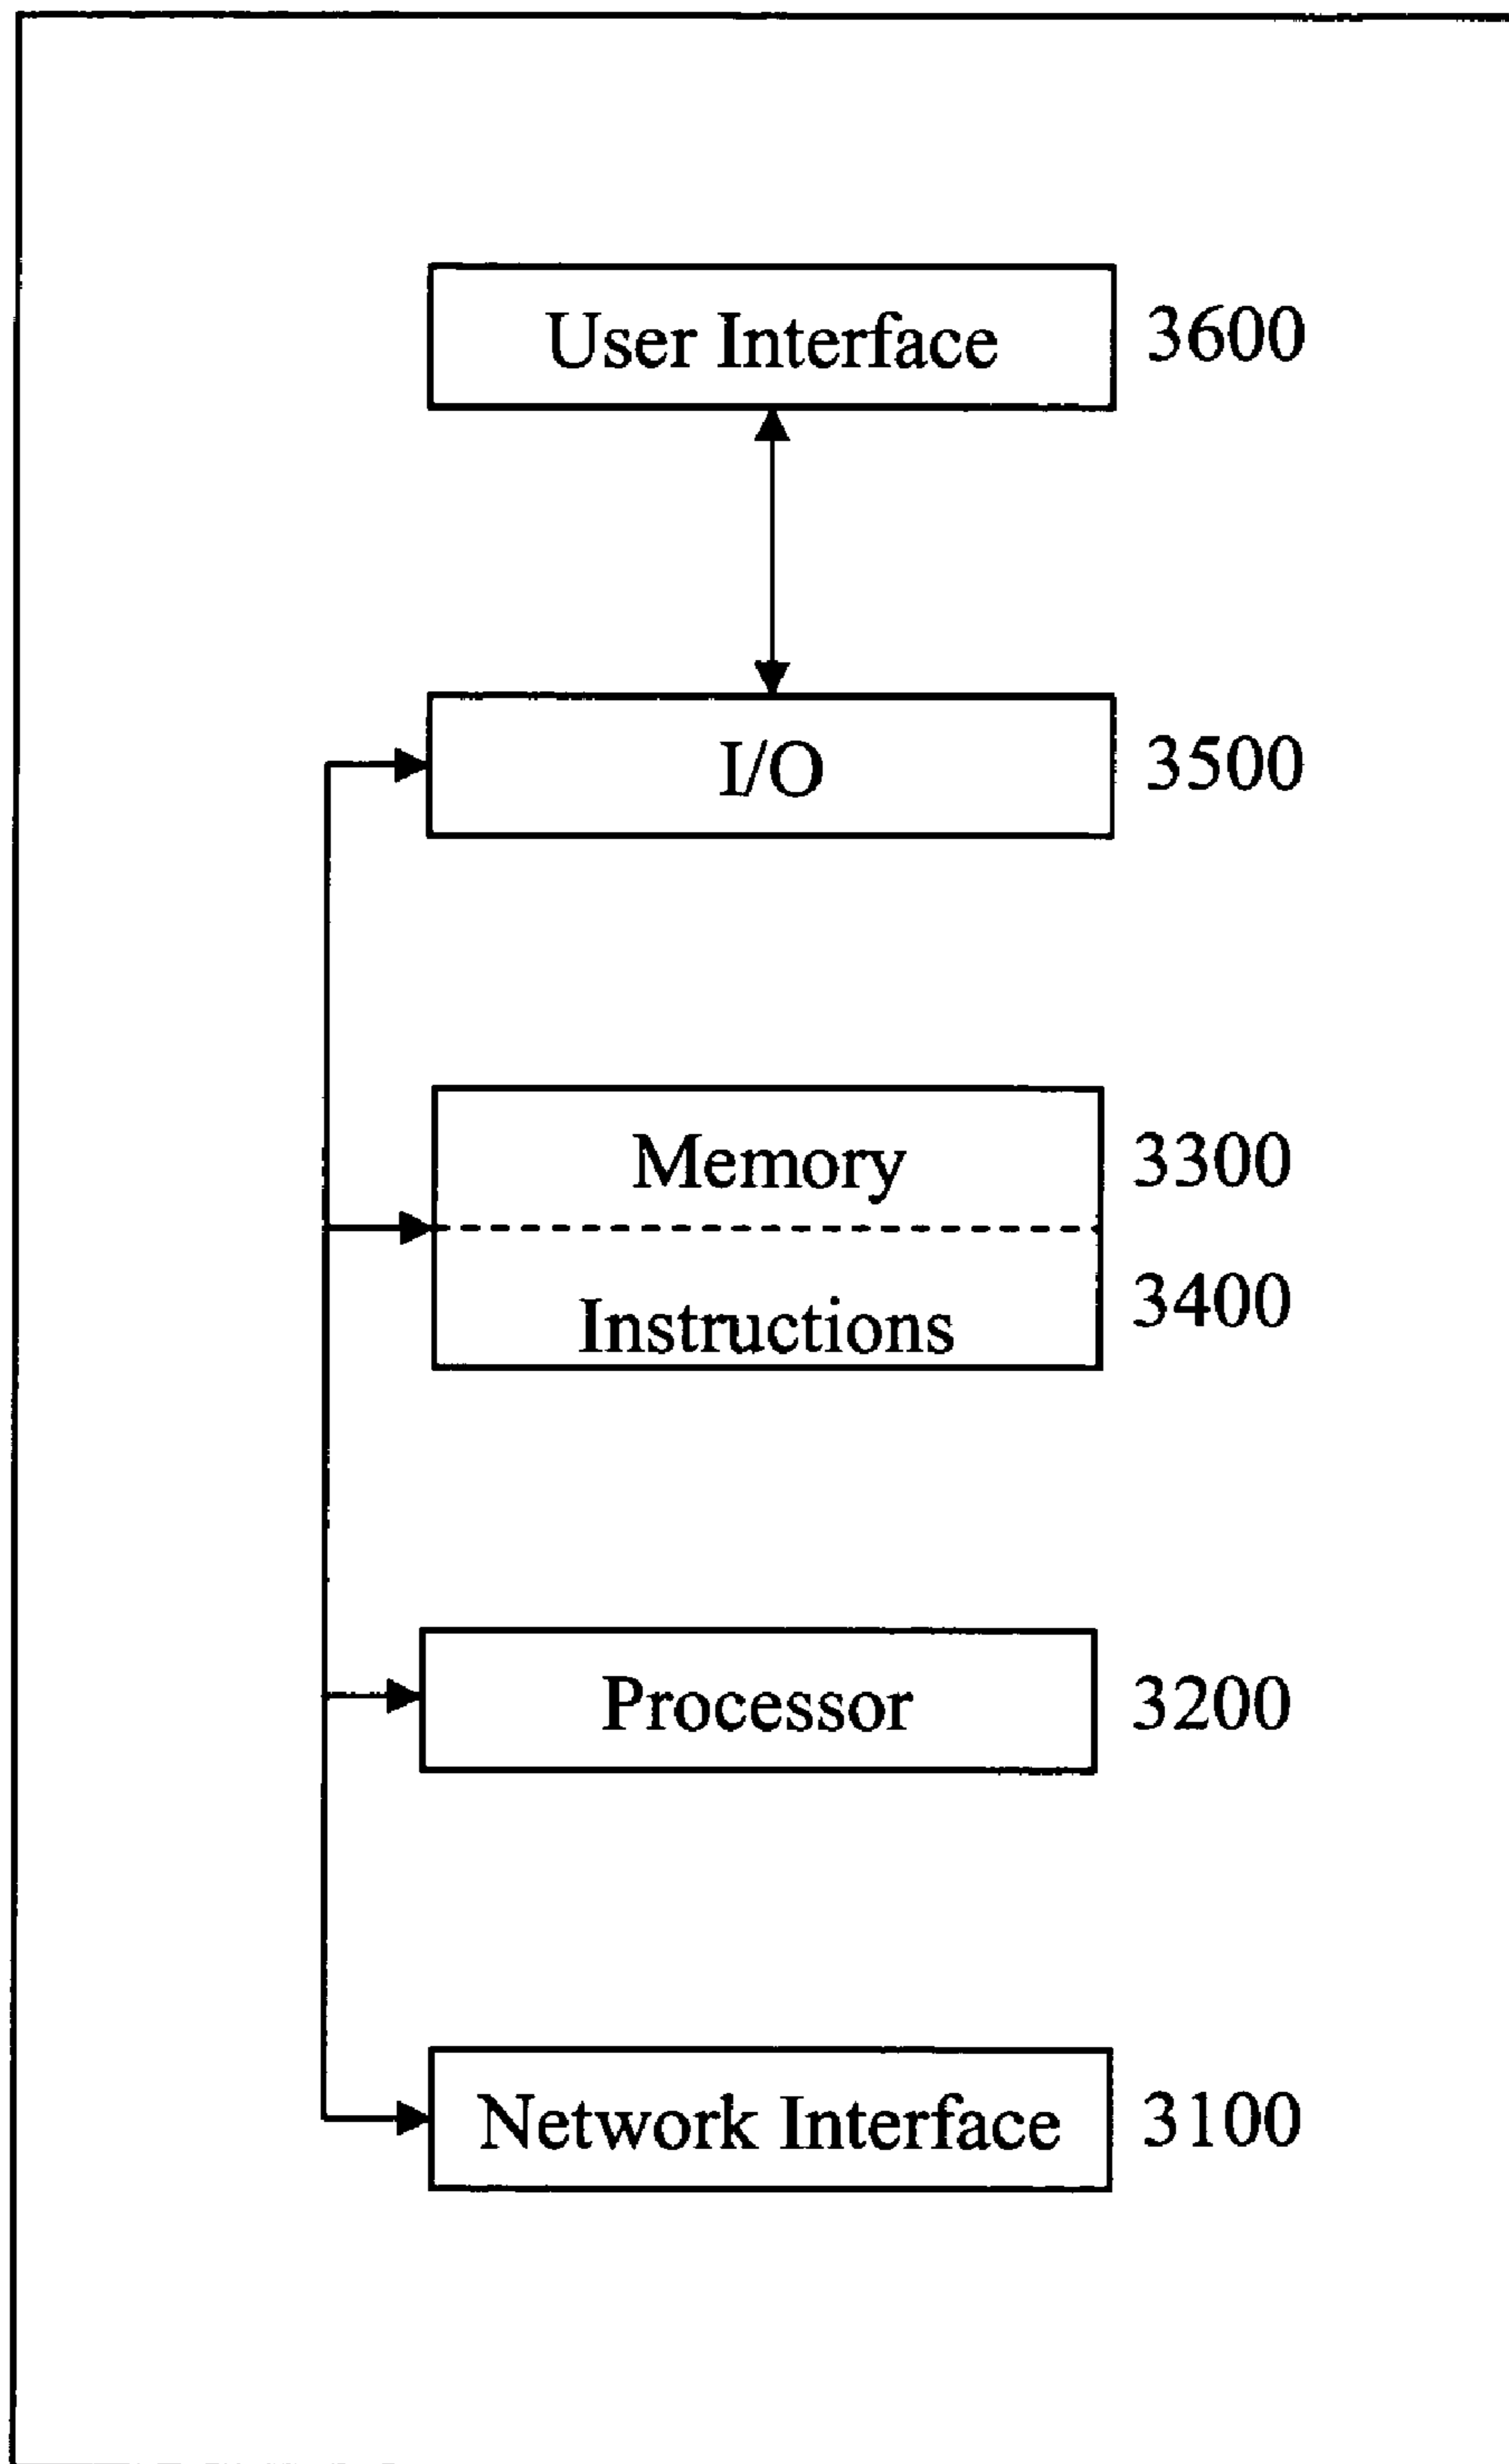 User Interface 3600
I/O 3500
Memory 3300
Instructions 3400
Processor 3200
Network Interface 3100